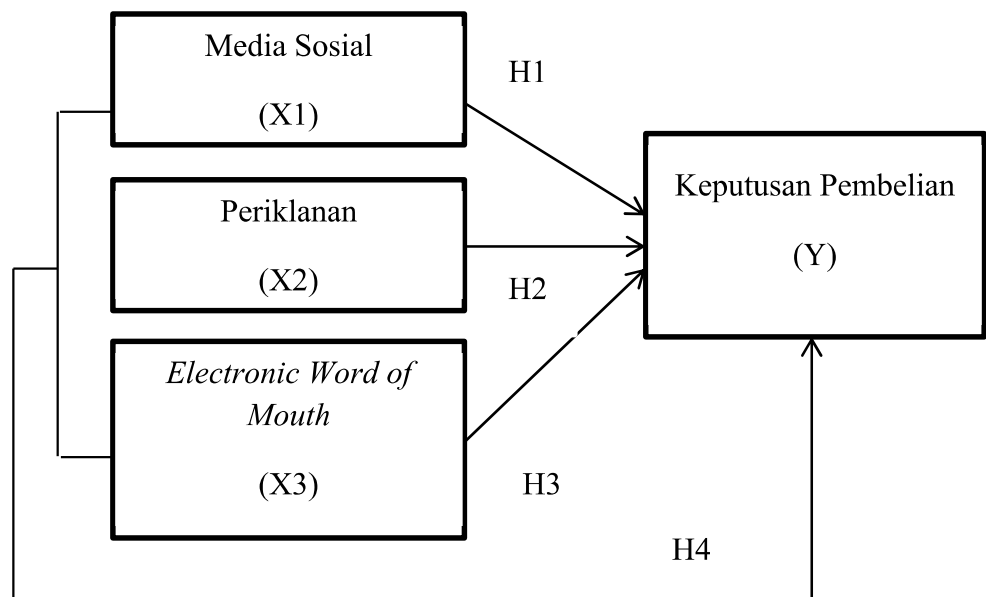 Media Sosial
(X1)
H1
Periklanan
(X2)
Keputusan Pembelian
(Y)
H2
Electronic Word of
Mouth
(X3)
H3
H4